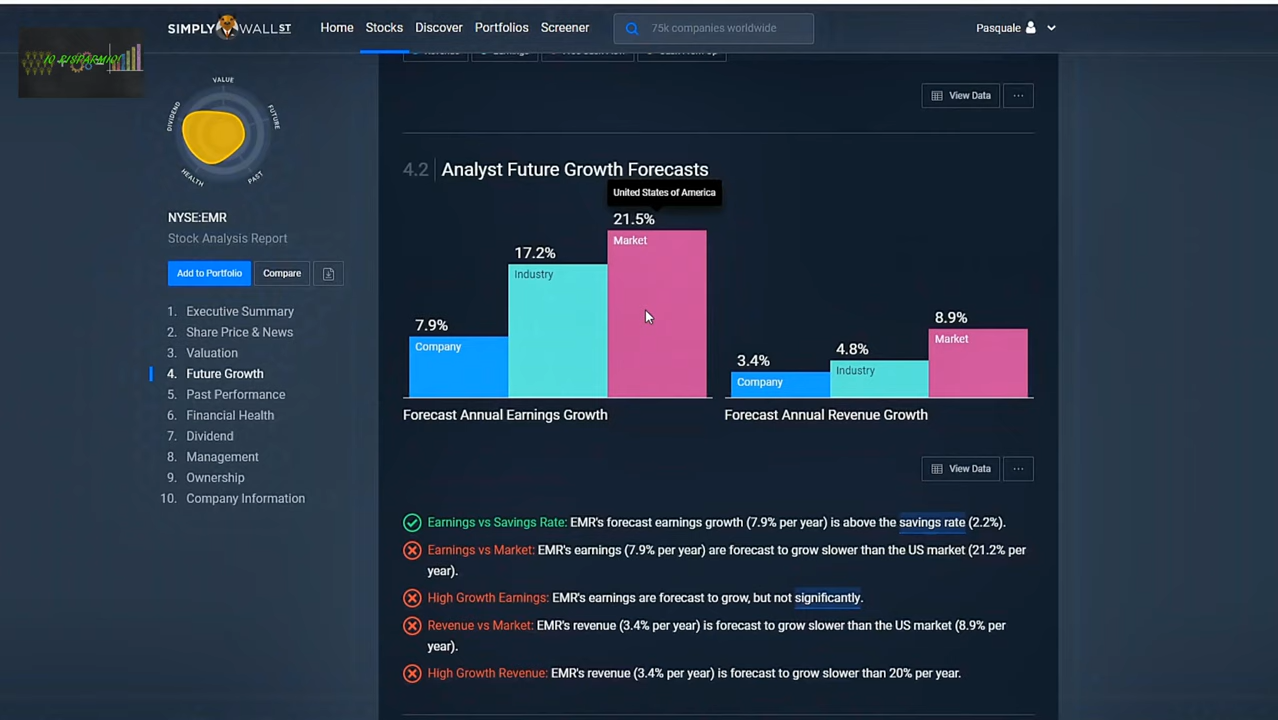 SIMPLY WALL ST
Home Stocks Discover Portfolios Screener
75k companies worldwide
Pasquale
IO RISPARMIO!
VALUE
FUTURE
PAST
HEALTH
DIVIDEND
NYSE:EMR
Stock Analysis Report
Add to Portfolio
Compare
1. Executive Summary
2. Share Price & News
3. Valuation
4. Future Growth
5. Past Performance
6. Financial Health
7. Dividend
8. Management
9. Ownership
10. Company Information
View Data
...
4.2 Analyst Future Growth Forecasts
United States of America
21.5%
Market
17.2%
Industry
7.9%
Company
Forecast Annual Earnings Growth
8.9%
Market
4.8%
Industry
3.4%
Company
Forecast Annual Revenue Growth
View Data
...
Earnings vs Savings Rate: EMR's forecast earnings growth (7.9% per year) is above the savings rate (2.2%).
Earnings vs Market: EMR's earnings (7.9% per year) are forecast to grow slower than the US market (21.2% per
year).
High Growth Earnings: EMR's earnings are forecast to grow, but not significantly.
Revenue vs Market: EMR's revenue (3.4% per year) is forecast to grow slower than the US market (8.9% per
year).
High Growth Revenue: EMR's revenue (3.4% per year) is forecast to grow slower than 20% per year.